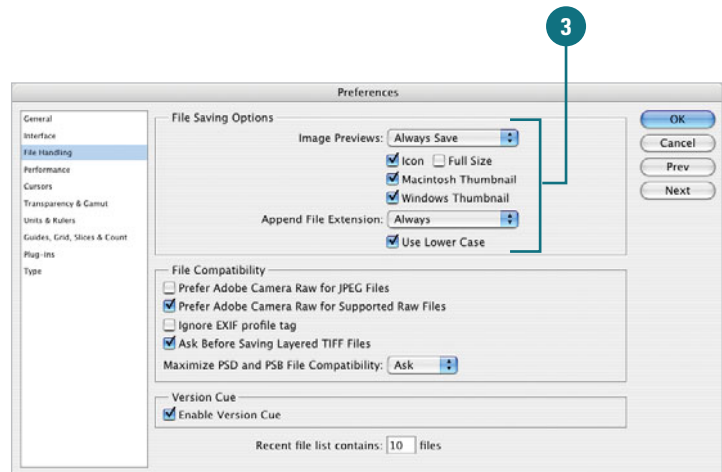 3
Preferences
General
Interface
File Handling
Performance
Cursors
Transparency & Gamut
Units & Rulers
Guides, Grid, Slices & Count
Plug-Ins
Type
File Saving Options
Image Previews: Always Save
Icon Full Size
Macintosh Thumbnail
Windows Thumbnail
Append File Extension: Always
Use Lower Case
File Compatibility
Prefer Adobe Camera Raw for JPEG Files
Prefer Adobe Camera Raw for Supported Raw Files
Ignore EXIF profile tag
Ask Before Saving Layered TIFF Files
Maximize PSD and PSB File Compatibility: Ask
Version Cue
Enable Version Cue
Recent file list contains: 10 files
OK
Cancel
Prev
Next